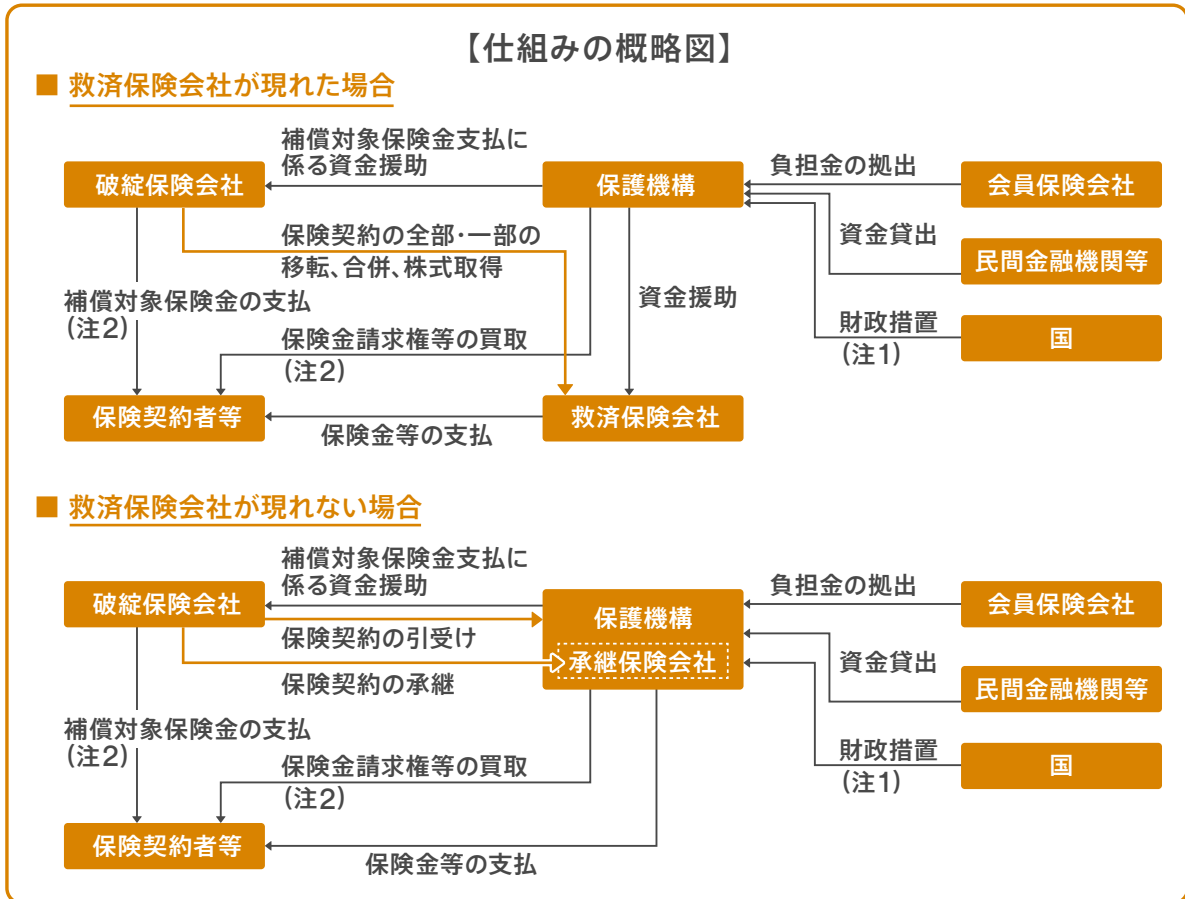 【仕組みの概略図】
■ 救済保険会社が現れた場合
補償対象保険金支払に
係る資金援助
破綻保険会社
保護機構
負担金の拠出
会員保険会社
保険契約の全部・一部の
移転、合併、株式取得
資金貸出
民間金融機関等
補償対象保険金の支払
(注2)
資金援助
保険金請求権等の買取
(注2)
財政措置
(注1)
国
保険契約者等
保険金等の支払
救済保険会社
■ 救済保険会社が現れない場合
補償対象保険金支払に
係る資金援助
破綻保険会社
保護機構
承継保険会社
負担金の拠出
会員保険会社
保険契約の引受け
保険契約の承継
資金貸出
民間金融機関等
補償対象保険金の支払
(注2)
保険金請求権等の買取
(注2)
財政措置
(注1)
国
保険契約者等
保険金等の支払